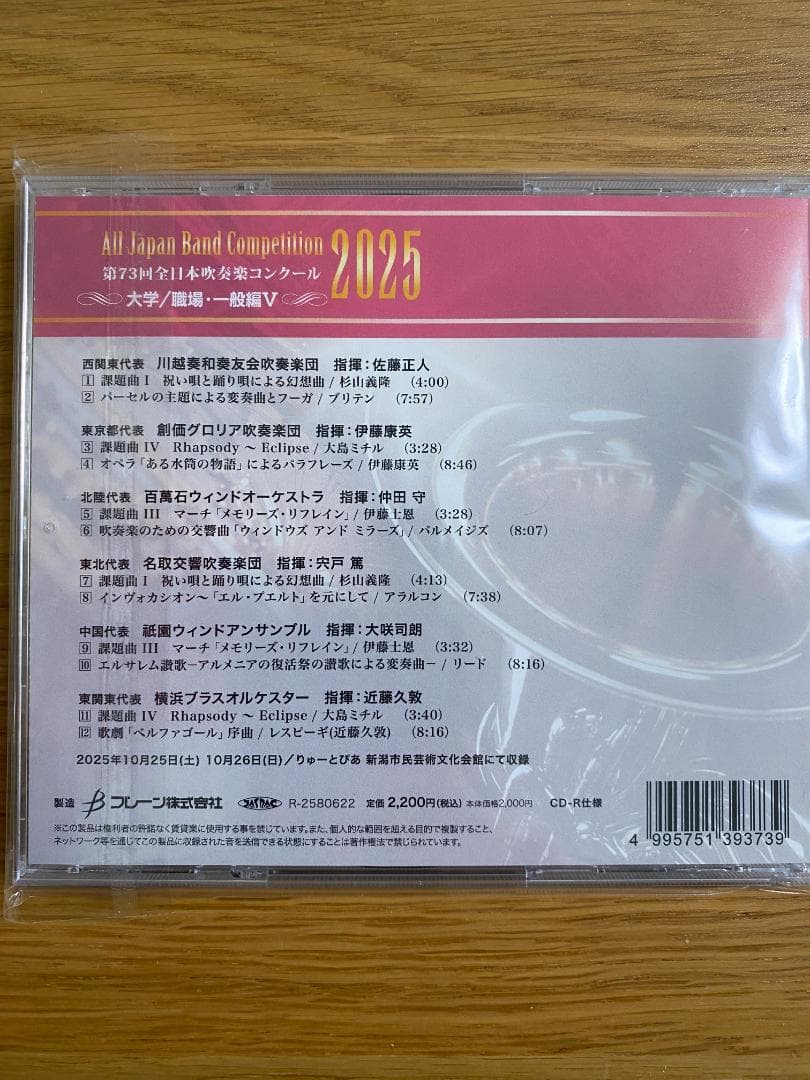 All Japan Band Competition 2025
第73回全日本吹奏楽コンクール
大学/職場・一般編V
西関東代表 川越奏和奏友会吹奏楽団 指揮:佐藤正人
1 課題曲 I 祝い唄と踊り唄による幻想曲 / 杉山義隆 (4:00)
2 パーセルの主題による変奏曲とフーガ / ブリテン (7:57)
東京都代表 創価グロリア吹奏楽団 指揮:伊藤康英
3 課題曲 IV Rhapsody ～ Eclipse / 大島ミチル (3:28)
4 オペラ「ある水筒の物語」によるパラフレーズ / 伊藤康英 (8:46)
北陸代表 百萬石ウィンドオーケストラ 指揮:仲田 守
5 課題曲 III マーチ「メモリーズ・リフレイン」/ 伊藤士恩 (3:28)
6 吹奏楽のための交響曲「ウィンドウズ アンド ミラーズ」/ パルメイジズ (8:07)
東北代表 名取交響吹奏楽団 指揮:宍戸 篤
7 課題曲 I 祝い唄と踊り唄による幻想曲 / 杉山義隆 (4:13)
8 インヴォカシオン～「エル・プエルト」を元にして / アラルコン (7:38)
中国代表 祇園ウィンドアンサンブル 指揮:大咲司朗
9 課題曲 III マーチ「メモリーズ・リフレイン」/ 伊藤士恩 (3:32)
10 エルサレム讃歌－アルメニアの復活祭の讃歌による変奏曲－ / リード (8:16)
東関東代表 横浜ブラスオルケスター 指揮:近藤久敦
11 課題曲 IV Rhapsody ～ Eclipse / 大島ミチル (3:40)
12 歌劇「ベルファゴール」序曲 / レスピーギ(近藤久敦) (8:16)
2025年10月25日(土) 10月26日(日)/りゅーとぴあ 新潟市民芸術文化会館にて収録
製造 ブレーン株式会社 JASRAC R-2580622 定価 2,200円(税込) 本体価格2,000円 CD-R仕様
※この製品は権利者の許諾なく賃貸業に使用する事を禁じています。また、個人的な範囲を超える目的で複製すること、
ネットワーク等を通じてこの製品に収録された音を送信できる状態にすることは著作権法で禁じられています。
4 995751 393739